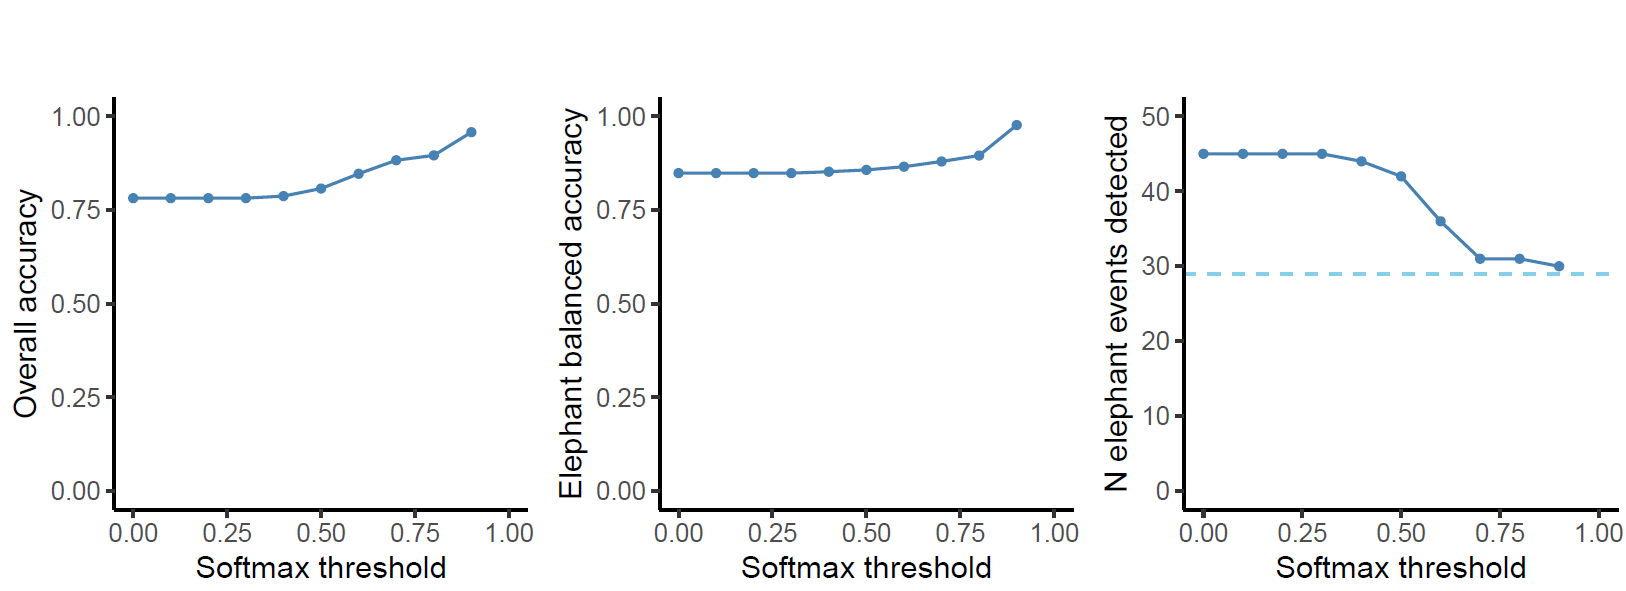 Overall accuracy
1.00
0.75
0.50
0.25
0.00
0.00 0.25 0.50 0.75 1.00
Softmax threshold
Elephant balanced accuracy
1.00
0.75
0.50
0.25
0.00
0.00 0.25 0.50 0.75 1.00
Softmax threshold
N elephant events detected
50
40
30
20
10
0
0.00 0.25 0.50 0.75 1.00
Softmax threshold